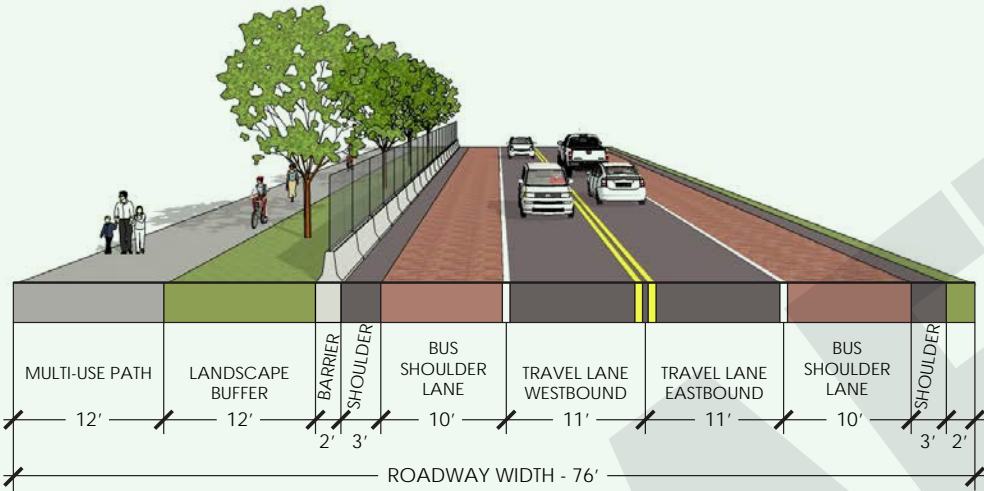 MULTI-USE PATH
LANDSCAPE
BUFFER
BARRIER
SHOULDER
BUS
SHOULDER
LANE
TRAVEL LANE
WESTBOUND
TRAVEL LANE
EASTBOUND
BUS
SHOULDER
LANE
SHOULDER
12' 12' 2' 3' 10' 11' 11' 10' 3' 2'
ROADWAY WIDTH - 76'